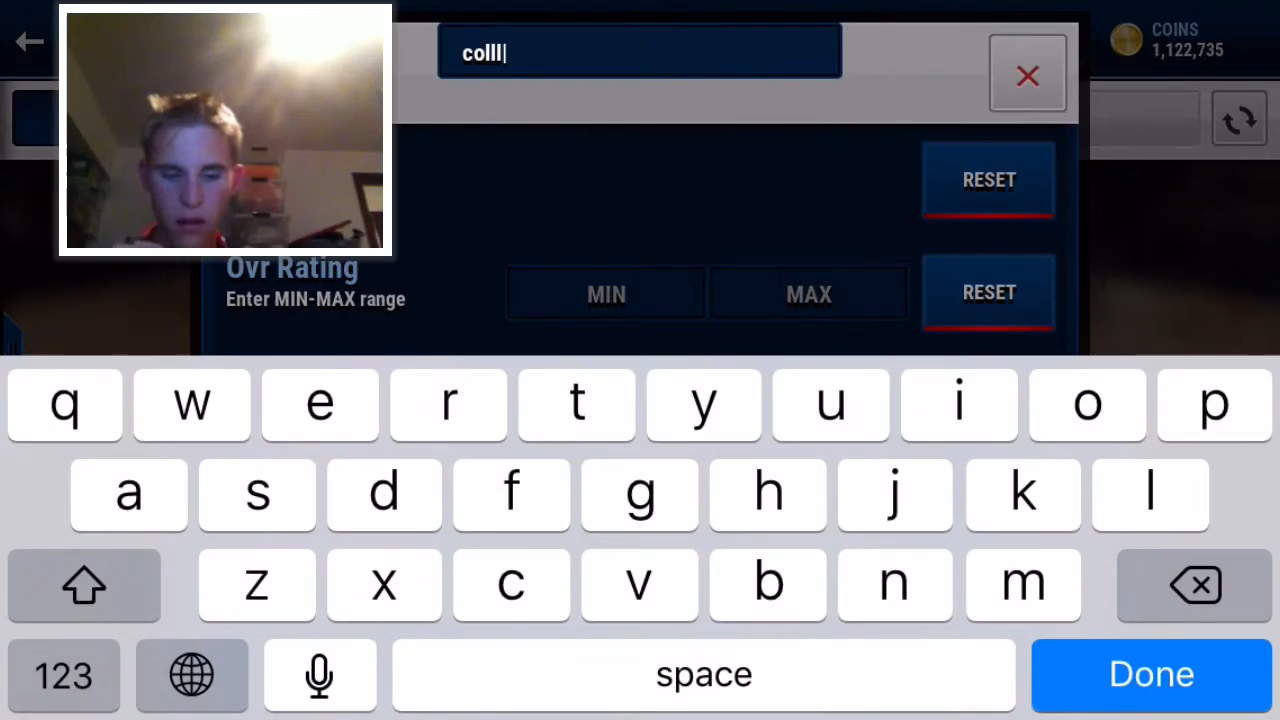 colll
COINS
1,122,735
RESET
Ovr Rating
Enter MIN-MAX range
MIN
MAX
RESET
q w e r t y u i o p
a s d f g h j k l
z x c v b n m
123
space
Done